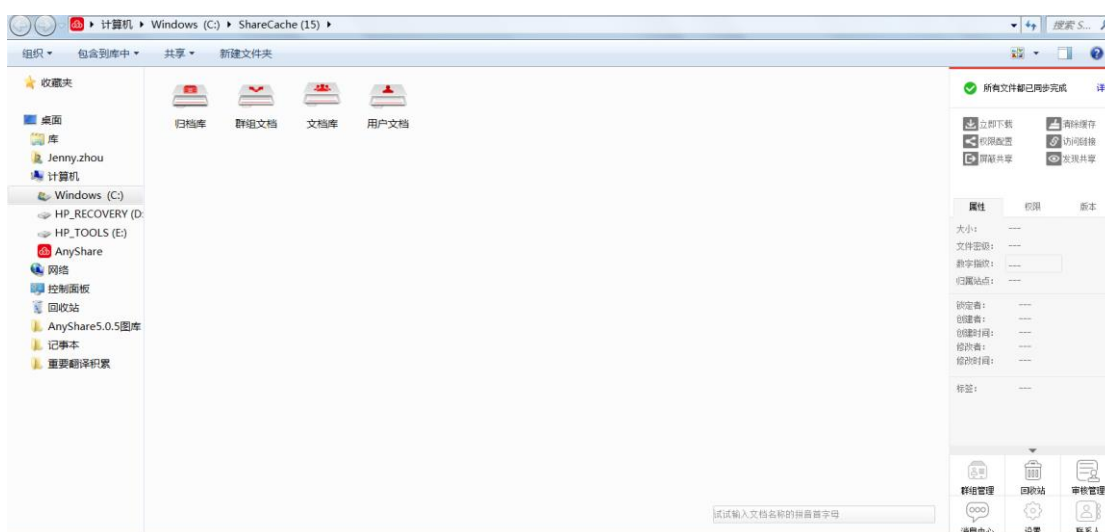 计算机 Windows (C:) ShareCache (15) 搜索 S...
组织 包含到库中 共享 新建文件夹
收藏夹
桌面
库
Jenny.zhou
计算机
Windows (C:)
HP_RECOVERY (D:
HP_TOOLS (E:)
AnyShare
网络
控制面板
回收站
AnyShare5.0.5图库
记事本
重要翻译积累
归档库 群组文档 文档库 用户文档
试试输入文档名称的拼音首字母
所有文件都已同步完成 详
立即下载 清除缓存
权限配置 访问链接
屏蔽共享 发现共享
属性 权限 版本
大小: ---
文件密级: ---
数字指纹: ---
归属站点: ---
锁定者: ---
创建者: ---
创建时间: ---
修改者: ---
修改时间: ---
标签: ---
群组管理 回收站 审核管理
消息中心 设置 联系人